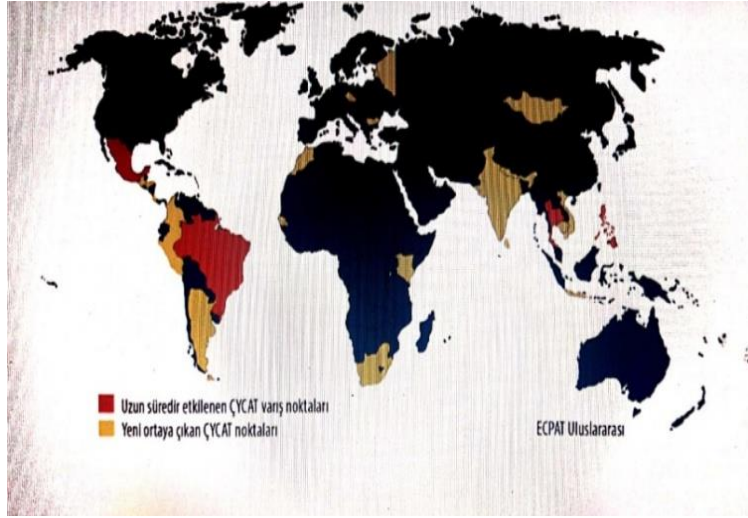 Uzun süredir etkilenen ÇYCAT varış noktaları
Yeni ortaya çıkan ÇYCAT noktaları
ECPAT Uluslararası